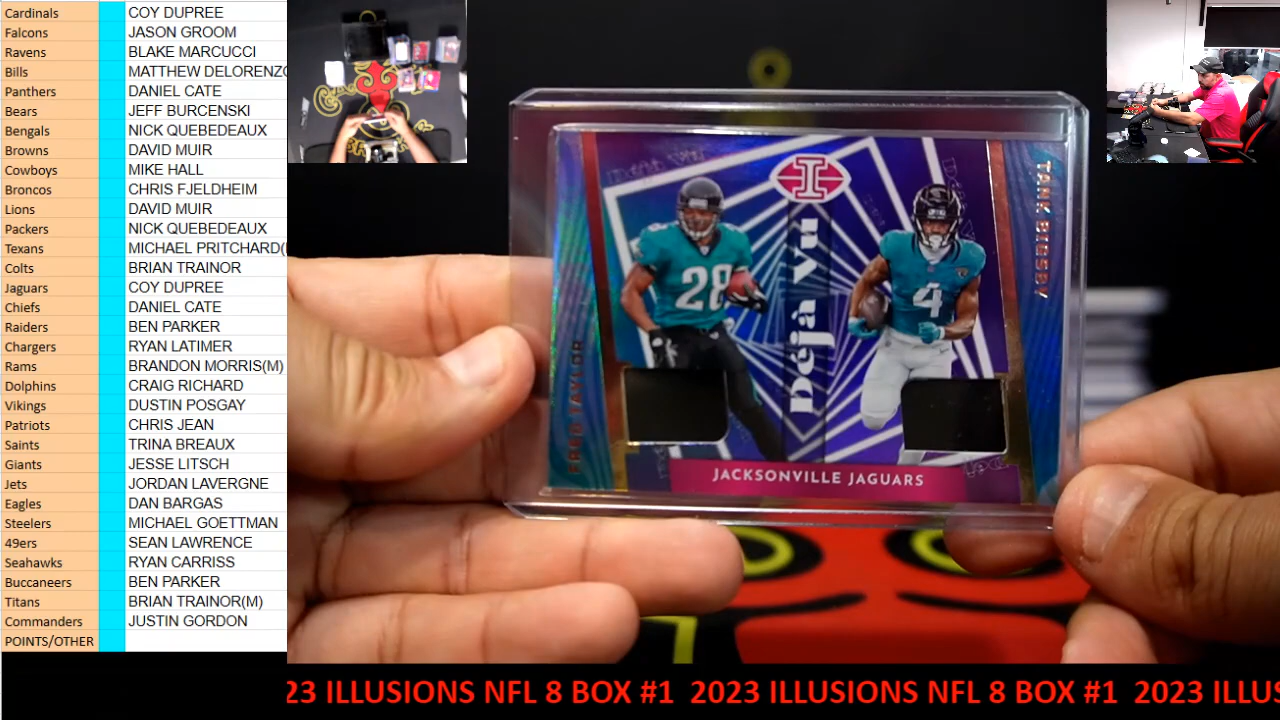 Cardinals COY DUPREE
Falcons JASON GROOM
Ravens BLAKE MARCUCCI
Bills MATTHEW DELORENZO
Panthers DANIEL CATE
Bears JEFF BURCENSKI
Bengals NICK QUEBEDEAUX
Browns DAVID MUIR
Cowboys MIKE HALL
Broncos CHRIS FJELDHEIM
Lions DAVID MUIR
Packers NICK QUEBEDEAUX
Texans MICHAEL PRITCHARD(
Colts BRIAN TRAINOR
Jaguars COY DUPREE
Chiefs DANIEL CATE
Raiders BEN PARKER
Chargers RYAN LATIMER
Rams BRANDON MORRIS(M)
Dolphins CRAIG RICHARD
Vikings DUSTIN POSGAY
Patriots CHRIS JEAN
Saints TRINA BREAUX
Giants JESSE LITSCH
Jets JORDAN LAVERGNE
Eagles DAN BARGAS
Steelers MICHAEL GOETTMAN
49ers SEAN LAWRENCE
Seahawks RYAN CARRISS
Buccaneers BEN PARKER
Titans BRIAN TRAINOR(M)
Commanders JUSTIN GORDON
POINTS/OTHER
FRED TAYLOR
28
I
Déjà Vu
4
TANK BIGSBY
JACKSONVILLE JAGUARS
23 ILLUSIONS NFL 8 BOX #1 2023 ILLUSIONS NFL 8 BOX #1 2023 ILLUS